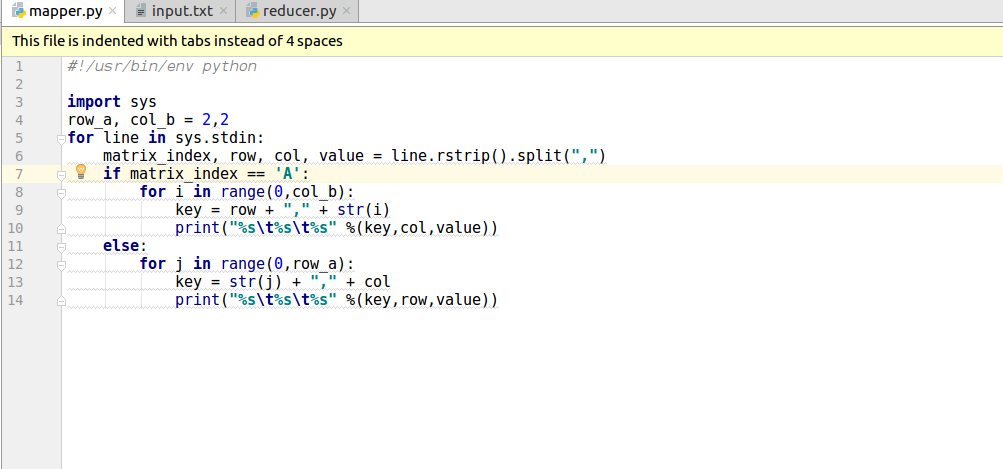 mapper.py input.txt reducer.py
This file is indented with tabs instead of 4 spaces
1 #!/usr/bin/env python
2
3 import sys
4 row_a, col_b = 2,2
5 for line in sys.stdin:
6 matrix_index, row, col, value = line.rstrip().split(",")
7 if matrix_index == 'A':
8 for i in range(0,col_b):
9 key = row + "," + str(i)
10 print("%s\t%s\t%s" %(key,col,value))
11 else:
12 for j in range(0,row_a):
13 key = str(j) + "," + col
14 print("%s\t%s\t%s" %(key,row,value))